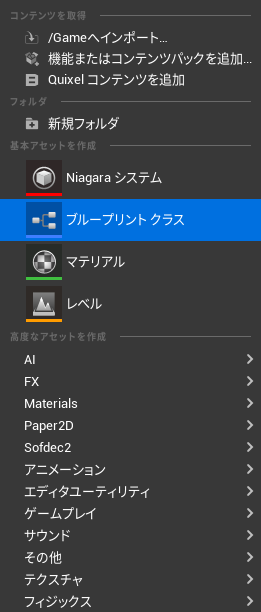 コンテンツを取得
/Gameへインポート...
機能またはコンテンツパックを追加...
Quixel コンテンツを追加
フォルダ
新規フォルダ
基本アセットを作成
Niagara システム
ブループリント クラス
マテリアル
レベル
高度なアセットを作成
AI
FX
Materials
Paper2D
Sofdec2
アニメーション
エディタユーティリティ
ゲームプレイ
サウンド
その他
テクスチャ
フィジックス